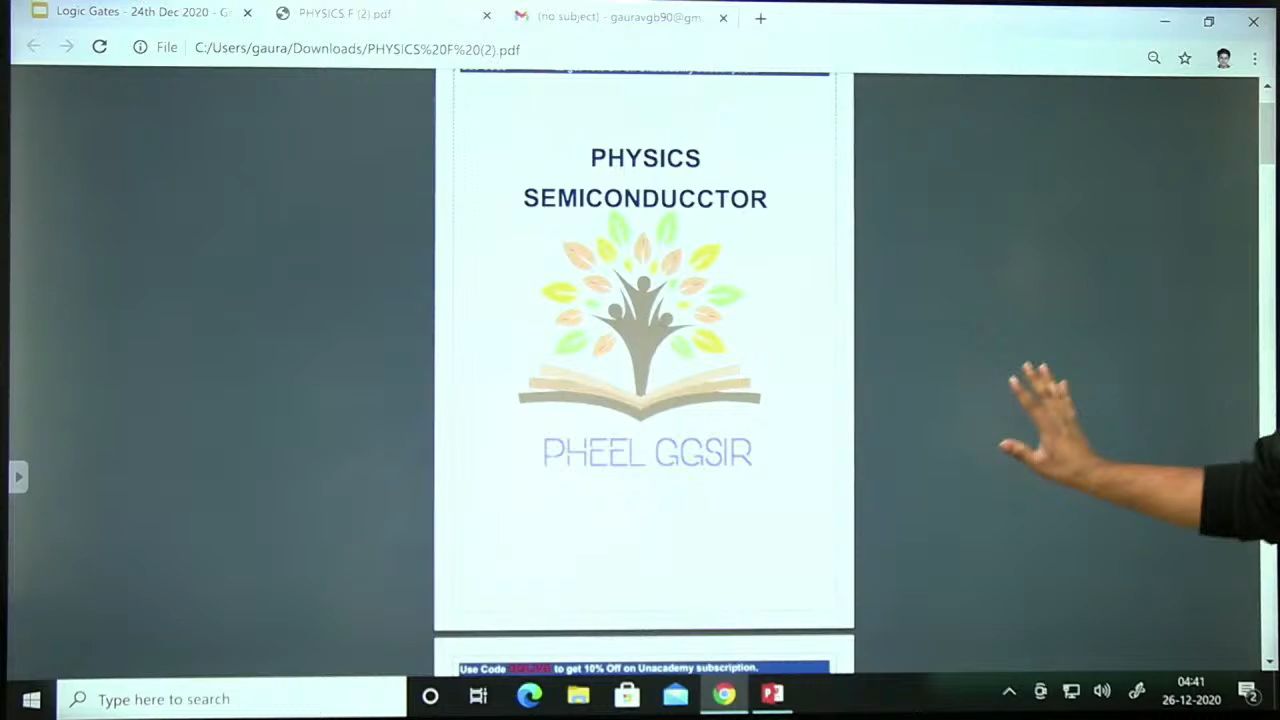 Logic Gates - 24th Dec 2020 - G
PHYSICS F (2).pdf
(no subject) - gauravgb90@gm
File C:/Users/gaura/Downloads/PHYSICS%20F%20(2).pdf
PHYSICS
SEMICONDUCCTOR
PHEEL GGSIR
Use Code to get 10% Off on Unacademy subscription.
Type here to search
04:41
26-12-2020
2